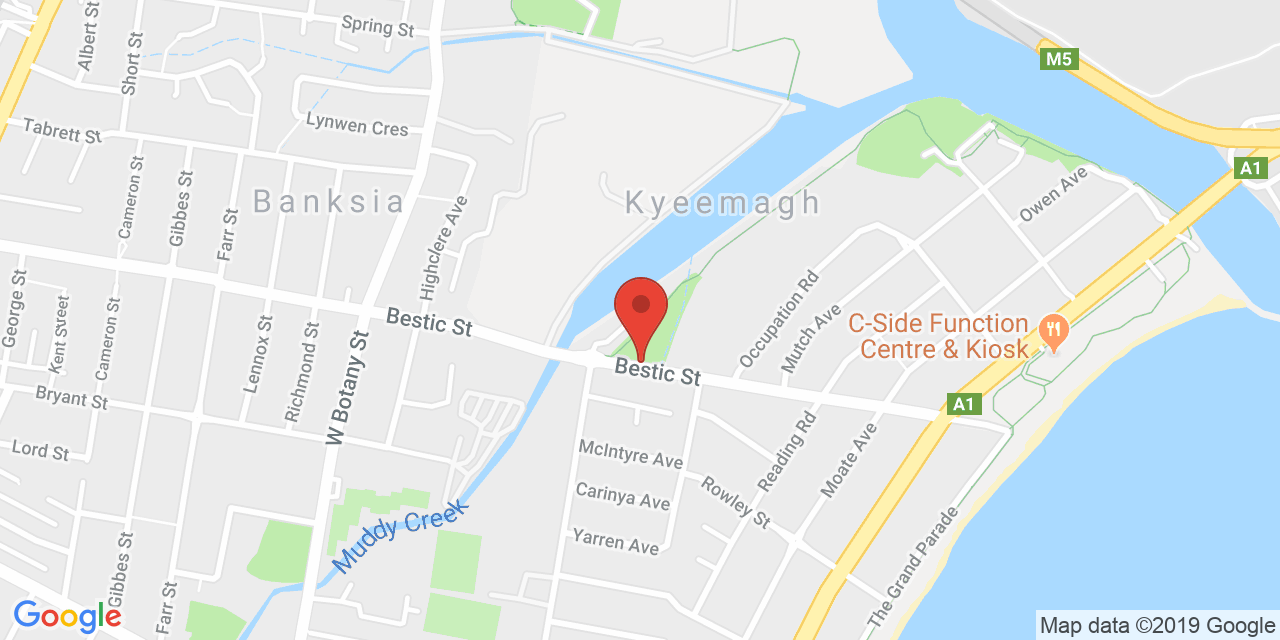 Spring St
Albert St
Short St
M5
Tabrett St
Lynwen Cres
A1
Cameron St
Gibbes St
Banksia
Kyeemagh
Owen Ave
Farr St
Highclere Ave
George St
Kent Street
Cameron St
Bestic St
Occupation Rd
Mutch Ave
C-Side Function
Centre & Kiosk
Lennox St
Richmond St
W Botany St
Bestic St
A1
Bryant St
Lord St
McIntyre Ave
Reading Rd
Moate Ave
Carinya Ave
Rowley St
Muddy Creek
Yarren Ave
The Grand Parade
Gibbes St
Farr St
Google
Map data ©2019 Google